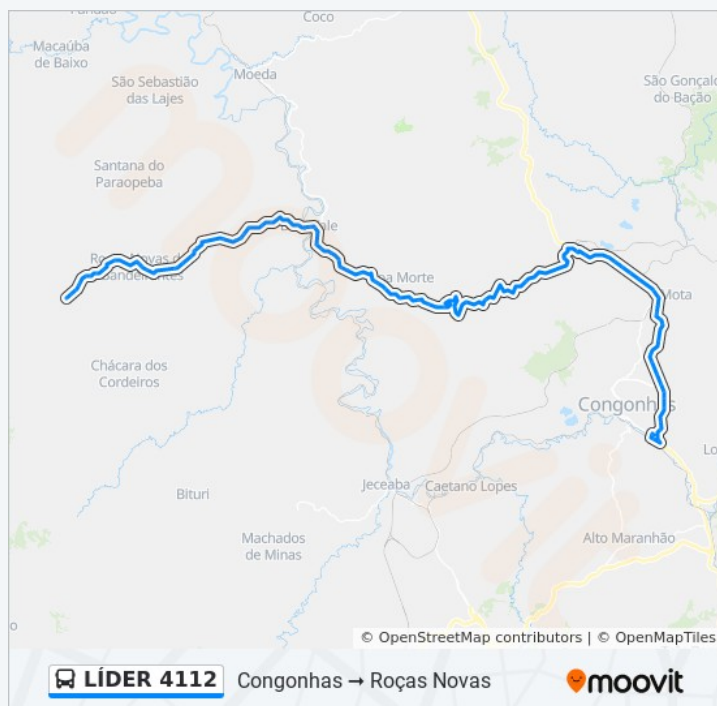 Coco
Macaúba
de Baixo
Moeda
São Sebastião
das Lajes
São Gonçalo
do Bação
Santana do
Paraopeba
Mota
Chácara dos
Cordeiros
Congonhas
Jeceaba
Caetano Lopes
Bituri
Machados
de Minas
Alto Maranhão
© OpenStreetMap contributors | © OpenMapTiles
LÍDER 4112 Congonhas → Roças Novas moovit